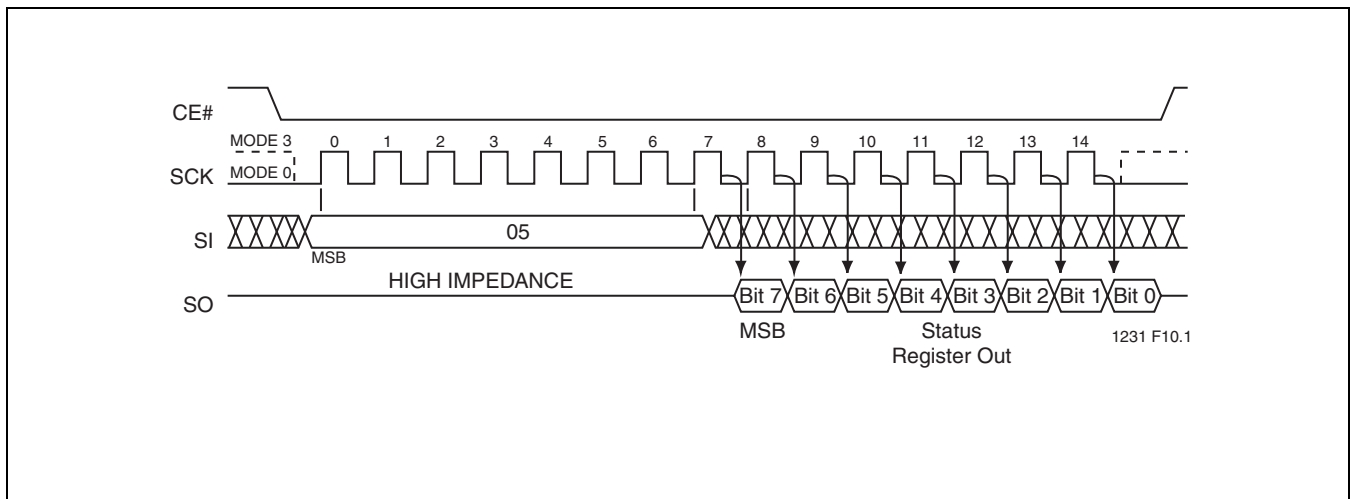 CE#
MODE 3 0 1 2 3 4 5 6 7 8 9 10 11 12 13 14
SCK MODE 0
SI 05
MSB
HIGH IMPEDANCE
SO Bit 7 Bit 6 Bit 5 Bit 4 Bit 3 Bit 2 Bit 1 Bit 0
MSB Status
Register Out
1231 F10.1